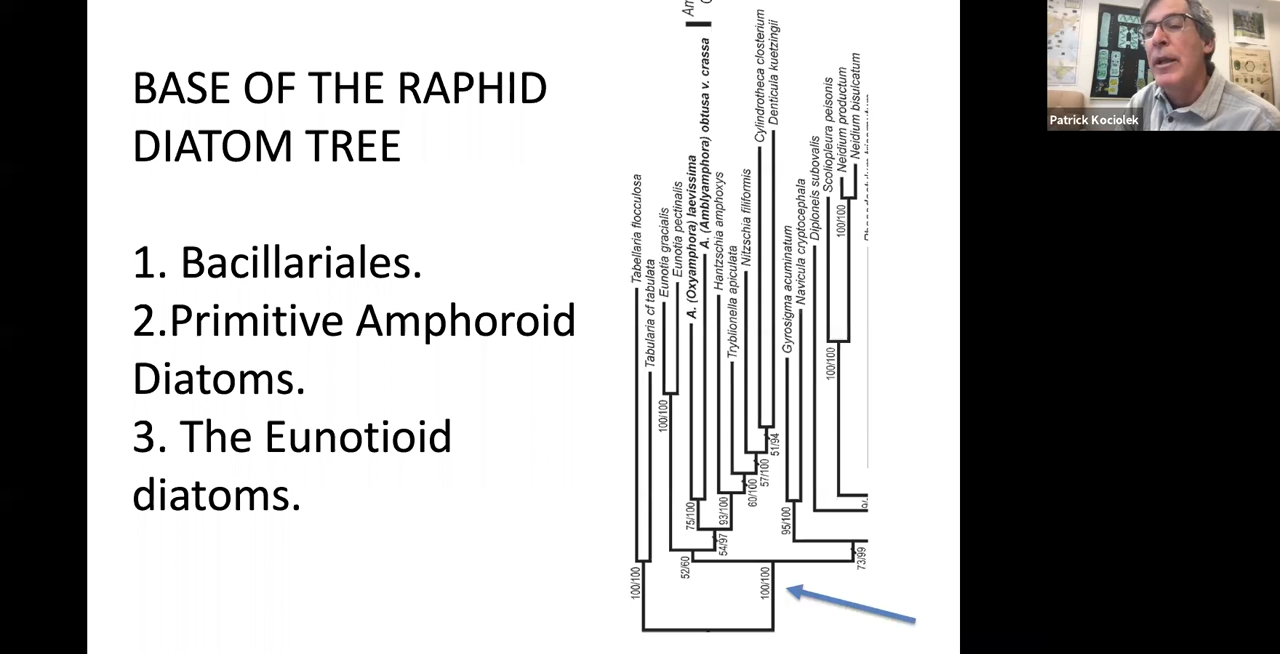 BASE OF THE RAPHID
DIATOM TREE
1. Bacillariales.
2.Primitive Amphoroid
Diatoms.
3. The Eunotioid
diatoms.
Tabellaria flocculosa
Tabularia cf tabulata
Eunotia gracialis
Eunotia pectinalis
A. (Oxyamphora) laevissima
A. (Amblyamphora) obtusa v. crassa
Hantzschia amphoxys
Tryblionella apiculata
Nitzschia filiformis
Cylindrotheca closterium
Denticula kuetzingii
Gyrosigma acuminatum
Navicula cryptocephala
Diploneis subovalis
Scoliopleura peisonis
Neidium productum
Neidium bisulcatum
100/100
100/100
100/100
51/94
57/100
60/100
75/100
93/100
95/100
54/97
52/60
73/99
100/100
100/100
Patrick Kociolek